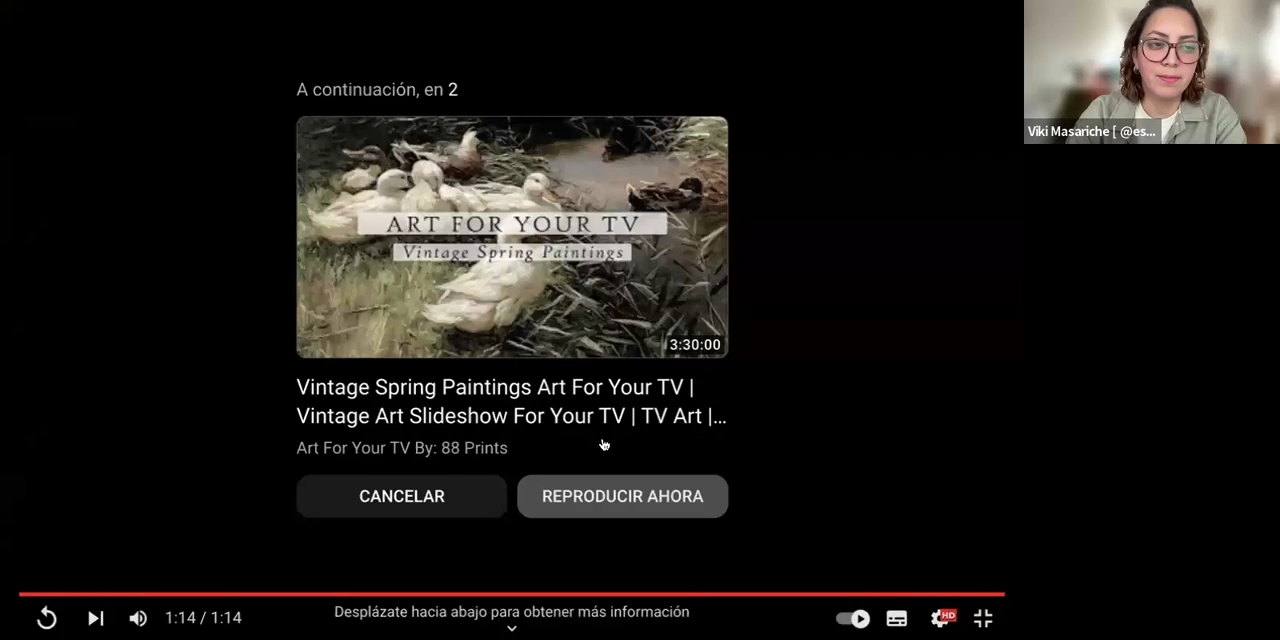 A continuación, en 2
ART FOR YOUR TV
Vintage Spring Paintings
3:30:00
Vintage Spring Paintings Art For Your TV |
Vintage Art Slideshow For Your TV | TV Art |...
Art For Your TV By: 88 Prints
CANCELAR
REPRODUCIR AHORA
1:14 / 1:14
Desplázate hacia abajo para obtener más información
HD
Viki Masariche [ @es...